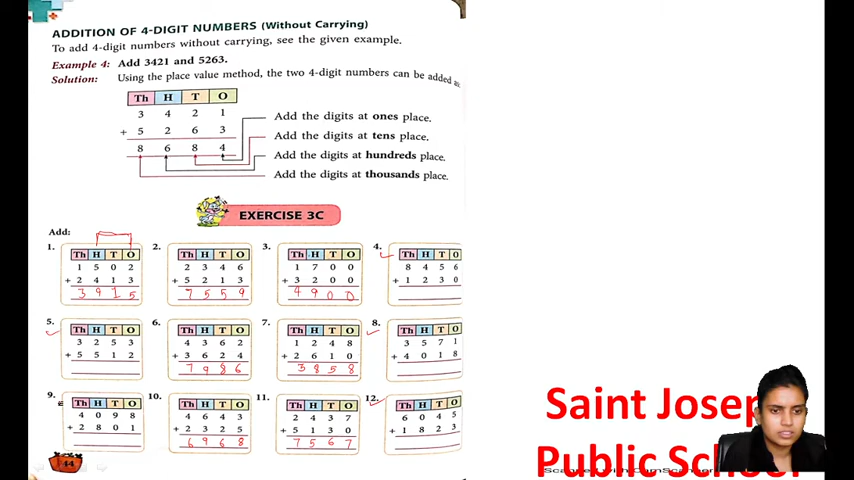 ADDITION OF 4-DIGIT NUMBERS (Without Carrying)
To add 4-digit numbers without carrying, see the given example.
Example 4: Add 3421 and 5263.
Solution: Using the place value method, the two 4-digit numbers can be added as
Th H T O
3 4 2 1
+ 5 2 6 3
8 6 8 4
Add the digits at ones place.
Add the digits at tens place.
Add the digits at hundreds place.
Add the digits at thousands place.
EXERCISE 3C
Add:
1. Th H T O
1 5 0 2
+ 2 4 1 3
3 9 1 5
2. Th H T O
2 3 4 6
+ 5 2 1 3
7 5 5 9
3. Th H T O
1 7 0 0
+ 3 2 0 0
4 9 0 0
4. Th H T O
8 4 5 6
+ 1 2 3 0
5. Th H T O
3 2 5 3
+ 5 5 1 2
6. Th H T O
4 3 6 2
+ 3 6 2 4
7 9 8 6
7. Th H T O
1 2 4 8
+ 2 6 1 0
3 8 5 8
8. Th H T O
3 5 7 1
+ 4 0 1 8
9. Th H T O
4 0 9 8
+ 2 8 0 1
10. Th H T O
4 6 4 3
+ 2 3 2 5
6 9 6 8
11. Th H T O
2 4 3 7
+ 5 1 3 0
7 5 6 7
12. Th H T O
6 0 4 5
+ 1 8 2 3
44
Saint Josep
Public
Scanned with CamScanner